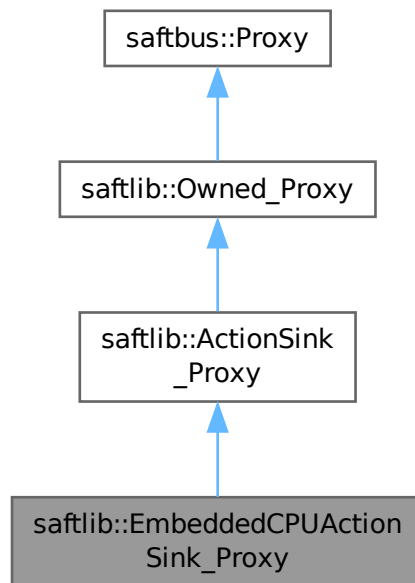 saftbus::Proxy
saftlib::Owned_Proxy
saftlib::ActionSink
_Proxy
saftlib::EmbeddedCPUAction
Sink_Proxy